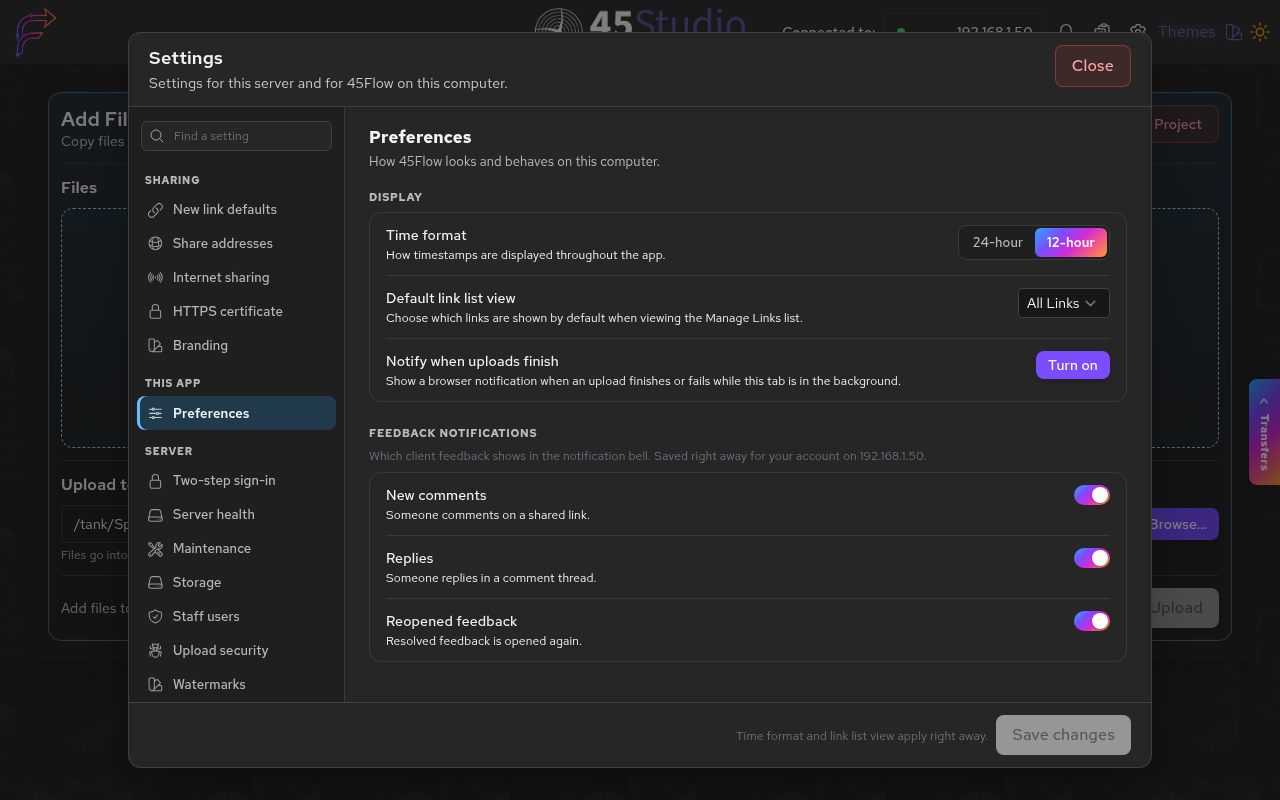 45Studio
Connected to:
192.168.1.50
Themes
Settings
Settings for this server and for 45Flow on this computer.
Close
Add Fil
Copy files
Project
Files
Upload to
/tank/Sp
Browse...
Files go into
Add files to
Upload
Transfers
Find a setting
SHARING
New link defaults
Share addresses
Internet sharing
HTTPS certificate
Branding
THIS APP
Preferences
SERVER
Two-step sign-in
Server health
Maintenance
Storage
Staff users
Upload security
Watermarks
Preferences
How 45Flow looks and behaves on this computer.
DISPLAY
Time format
How timestamps are displayed throughout the app.
24-hour
12-hour
Default link list view
Choose which links are shown by default when viewing the Manage Links list.
All Links
Notify when uploads finish
Show a browser notification when an upload finishes or fails while this tab is in the background.
Turn on
FEEDBACK NOTIFICATIONS
Which client feedback shows in the notification bell. Saved right away for your account on 192.168.1.50.
New comments
Someone comments on a shared link.
Replies
Someone replies in a comment thread.
Reopened feedback
Resolved feedback is opened again.
Time format and link list view apply right away.
Save changes